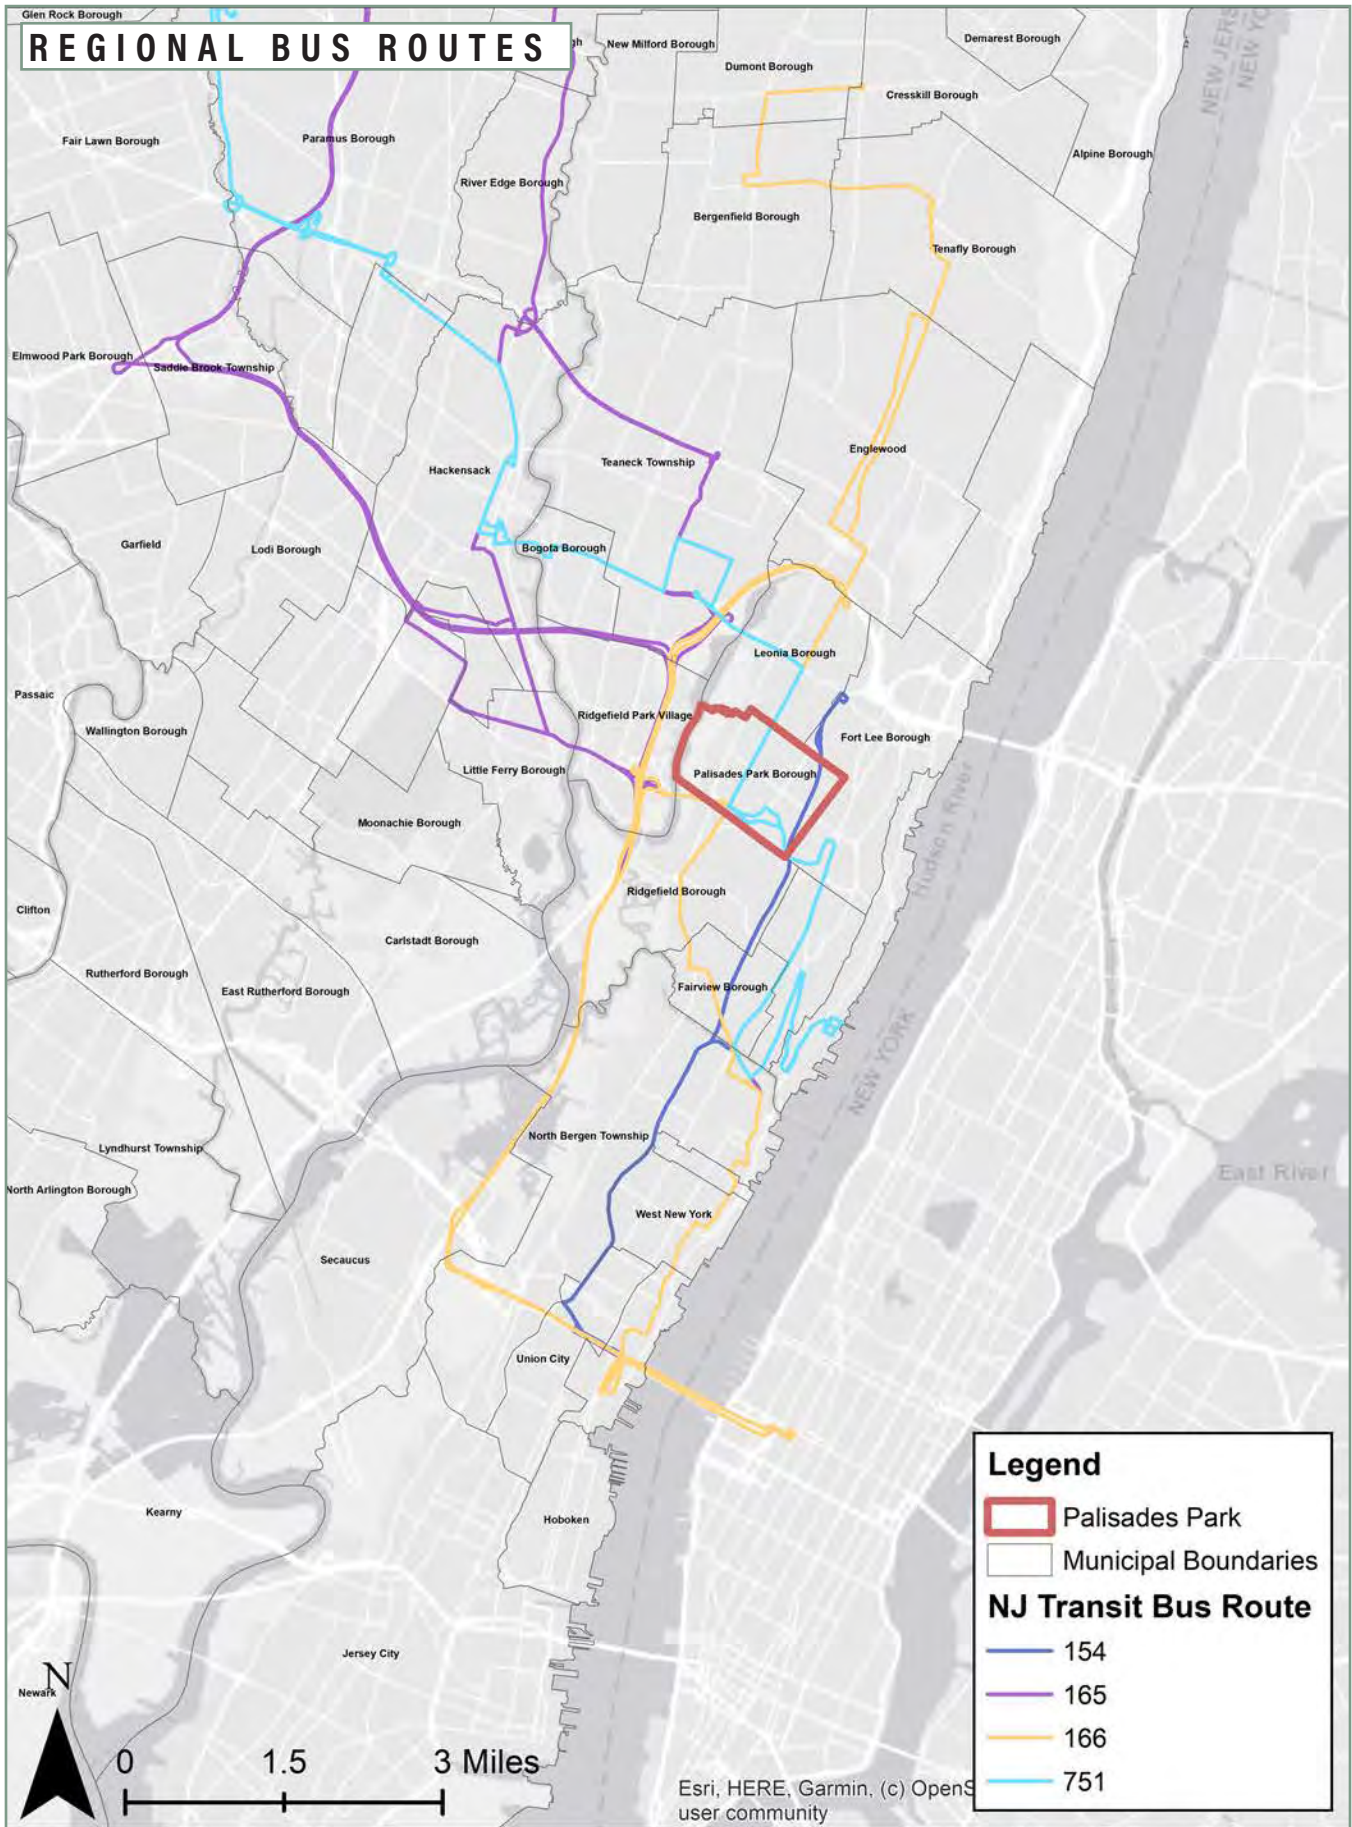 Glen Rock Borough
REGIONAL BUS ROUTES
gh
New Milford Borough
Demarest Borough
Dumont Borough
NEW JERS
NEW YO
Cresskill Borough
Fair Lawn Borough
Paramus Borough
Alpine Borough
River Edge Borough
Bergenfield Borough
Tenafly Borough
Elmwood Park Borough
Saddle Brook Township
Englewood
Hackensack
Teaneck Township
Garfield
Lodi Borough
Bogota Borough
Leonia Borough
Passaic
Ridgefield Park Village
Wallington Borough
Fort Lee Borough
Little Ferry Borough
Palisades Park Borough
Moonachie Borough
Hudson River
Ridgefield Borough
Clifton
Carlstadt Borough
Rutherford Borough
East Rutherford Borough
Fairview Borough
NEW YORK
North Bergen Township
Lyndhurst Township
East River
North Arlington Borough
West New York
Secaucus
Union City
Legend
Palisades Park
Municipal Boundaries
NJ Transit Bus Route
154
165
166
751
Kearny
Hoboken
Jersey City
N
Newark
0 1.5 3 Miles
Esri, HERE, Garmin, (c) OpenS
user community